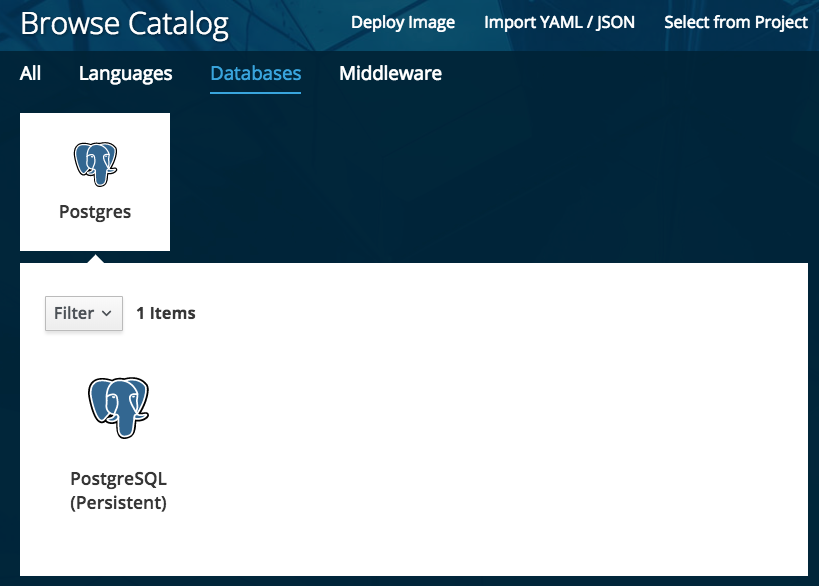 Browse Catalog Deploy Image Import YAML / JSON Select from Project
All Languages Databases Middleware
Postgres
Filter 1 Items
PostgreSQL
(Persistent)